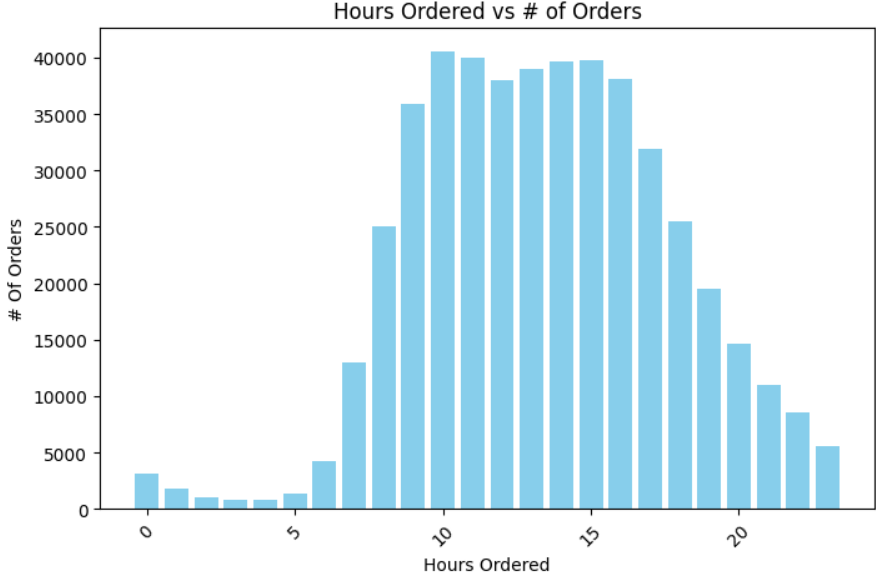 Hours Ordered vs # of Orders
# Of Orders
40000
35000
30000
25000
20000
15000
10000
5000
0
0 5 10 15 20
Hours Ordered